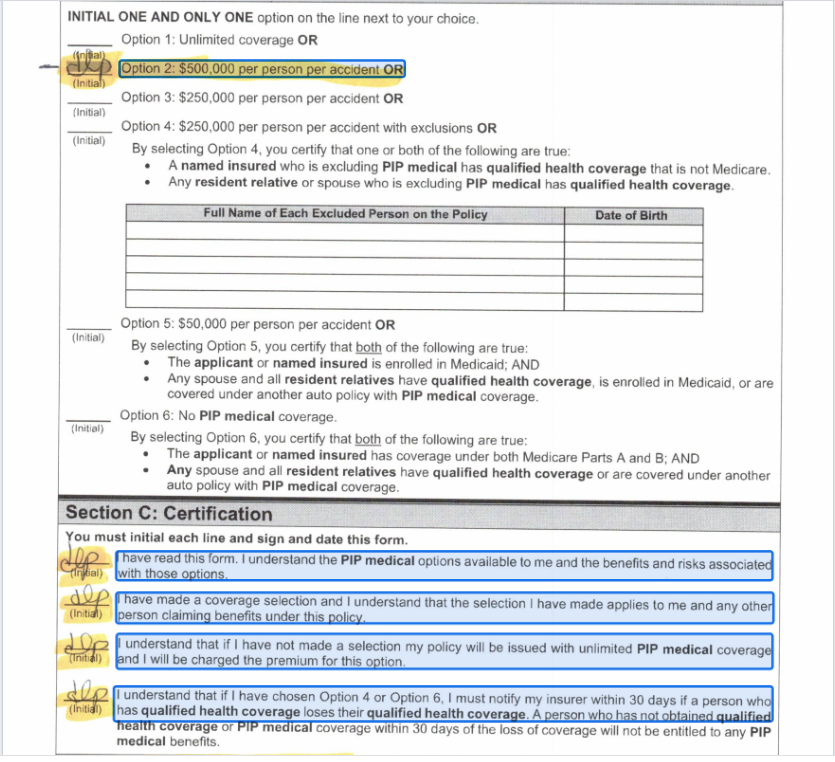 INITIAL ONE AND ONLY ONE option on the line next to your choice.
Option 1: Unlimited coverage OR
(Initial)
dlp Option 2: $500,000 per person per accident OR
(Initial)
Option 3: $250,000 per person per accident OR
(Initial)
Option 4: $250,000 per person per accident with exclusions OR
(Initial)
By selecting Option 4, you certify that one or both of the following are true:
• A named insured who is excluding PIP medical has qualified health coverage that is not Medicare.
• Any resident relative or spouse who is excluding PIP medical has qualified health coverage.
Full Name of Each Excluded Person on the Policy Date of Birth
Option 5: $50,000 per person per accident OR
(Initial)
By selecting Option 5, you certify that both of the following are true:
• The applicant or named insured is enrolled in Medicaid; AND
• Any spouse and all resident relatives have qualified health coverage, is enrolled in Medicaid, or are
covered under another auto policy with PIP medical coverage.
Option 6: No PIP medical coverage.
(Initial)
By selecting Option 6, you certify that both of the following are true:
• The applicant or named insured has coverage under both Medicare Parts A and B; AND
• Any spouse and all resident relatives have qualified health coverage or are covered under another
auto policy with PIP medical coverage.
Section C: Certification
You must initial each line and sign and date this form.
dlp I have read this form. I understand the PIP medical options available to me and the benefits and risks associated
(Initial) with those options.
dlp I have made a coverage selection and I understand that the selection I have made applies to me and any other
(Initial) person claiming benefits under this policy.
dlp I understand that if I have not made a selection my policy will be issued with unlimited PIP medical coverage
(Initial) and I will be charged the premium for this option.
dlp I understand that if I have chosen Option 4 or Option 6, I must notify my insurer within 30 days if a person who
(Initial) has qualified health coverage loses their qualified health coverage. A person who has not obtained qualified
health coverage or PIP medical coverage within 30 days of the loss of coverage will not be entitled to any PIP
medical benefits.